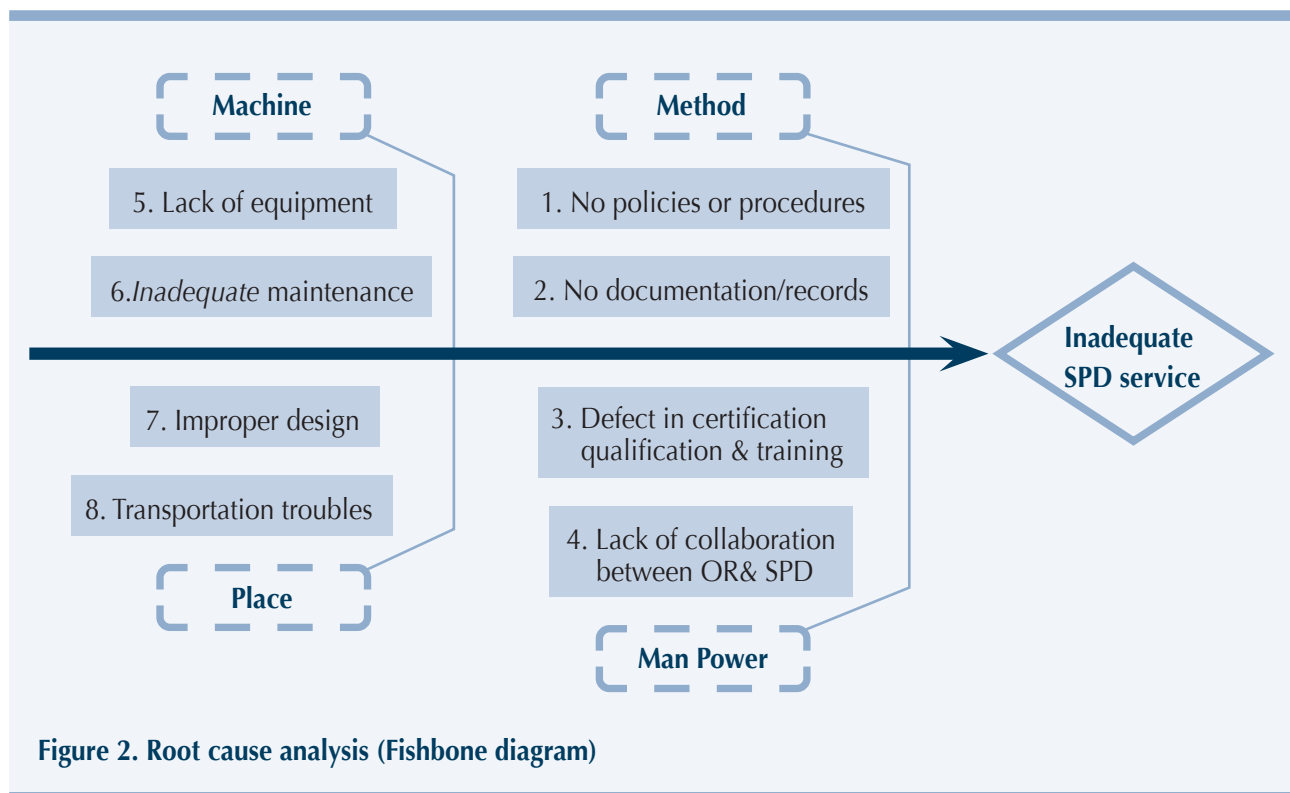 Machine
5. Lack of equipment
6.Inadequate maintenance
Method
1. No policies or procedures
2. No documentation/records
Inadequate
SPD service
7. Improper design
8. Transportation troubles
Place
3. Defect in certification
qualification & training
4. Lack of collaboration
between OR& SPD
Man Power
Figure 2. Root cause analysis (Fishbone diagram)